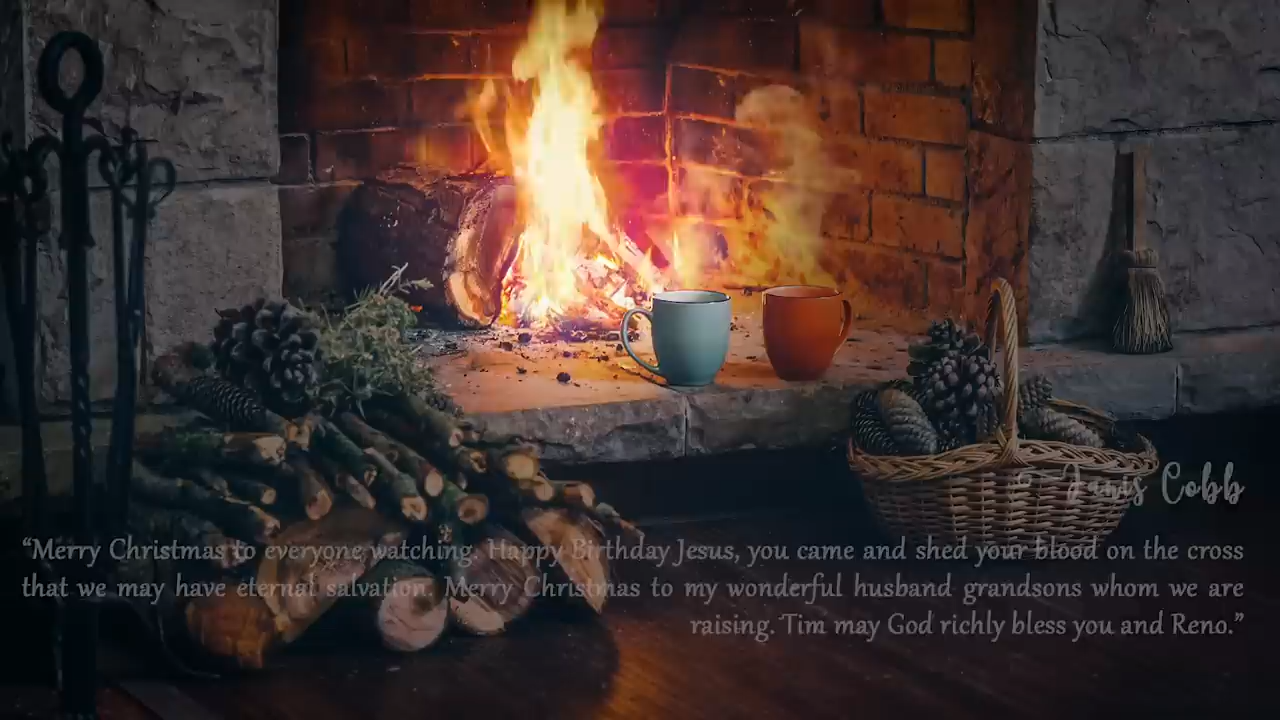 ~ Janis Cobb
“Merry Christmas to everyone watching. Happy Birthday Jesus, you came and shed your blood on the cross
that we may have eternal salvation. Merry Christmas to my wonderful husband grandsons whom we are
raising. Tim may God richly bless you and Reno.”